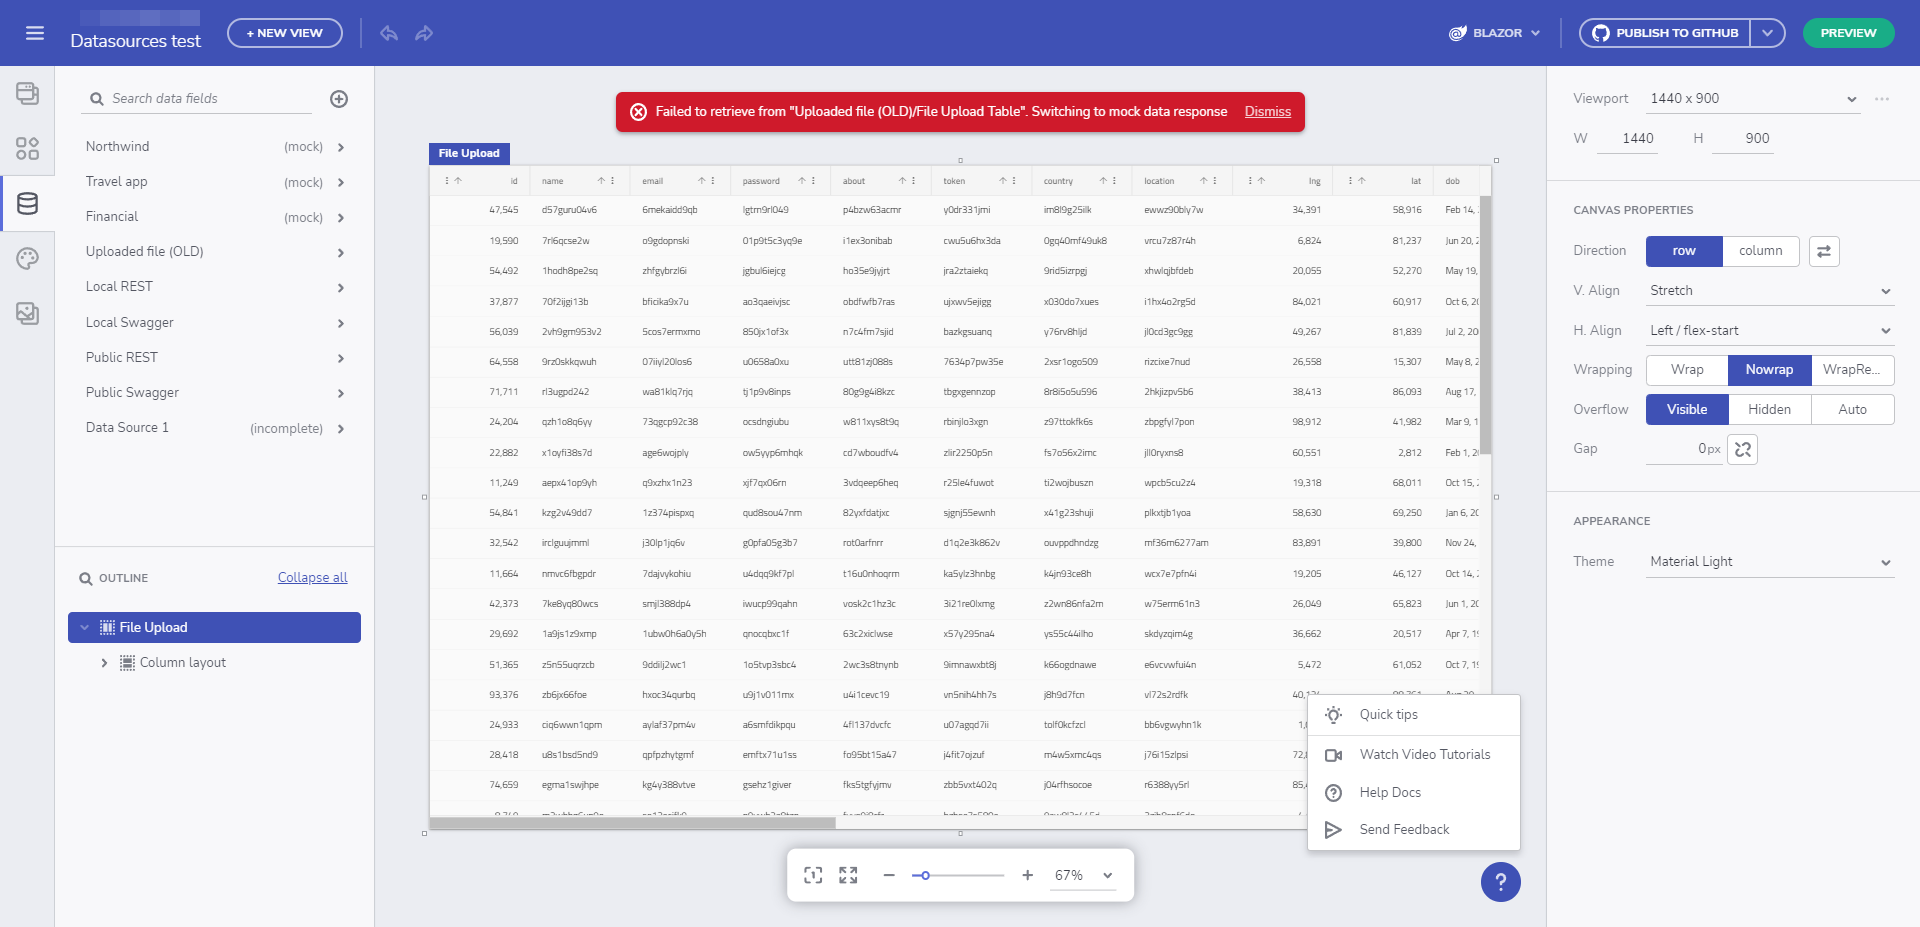 Datasources test
+ NEW VIEW
BLAZOR
PUBLISH TO GITHUB
PREVIEW
Search data fields
Northwind (mock)
Travel app (mock)
Financial (mock)
Uploaded file (OLD)
Local REST
Local Swagger
Public REST
Public Swagger
Data Source 1 (incomplete)
OUTLINE Collapse all
File Upload
Column layout
Failed to retrieve from "Uploaded file (OLD)/File Upload Table". Switching to mock data response Dismiss
File Upload
id name email password about token country location lng lat dob
47,545 d57guru04v6 6mekaidd9qb lgtrn9rl049 p4bzw63acmr y0dr331jmi im8l9g25ilk ewwz90bly7w 34,391 58,916 Feb 14,
19,590 7rl6qcse2w o9gdopnski 01p9t5c3yq9e i1ex3onibab cwu5u6hx3da 0gq40mf49uk8 vrcu7z87r4h 6,824 81,237 Jun 20, 2
54,492 1hodh8pe2sq zhfgybrzl6i jgbul6iejcg ho35e9jyjrt jra2ztaiekq 9rid5izrpgj xhwlqjbfdeb 20,055 52,270 May 19,
37,877 70f2ijgi13b bficika9x7u ao3qaeivjsc obdfwfb7ras ujxwv5ejigg x030do7xues i1hx4o2rg5d 84,021 60,917 Oct 6, 20
56,039 2vh9gm953v2 5cos7ermxmo 850jx1of3x n7c4fm7sjid bazkgsuanq y76rv8hljd jl0cd3gc9gg 49,267 81,839 Jul 2, 20
64,558 9rz0skkqwuh 07iiyl20los6 u0658a0xu utt81zj088s 7634p7pw35e 2xsr1ogo509 rizcixe7nud 26,558 15,307 May 8, 2
71,711 rl3ugpd242 wa81klq7rjq tj1p9v8inps 80g9g4i8kzc tbgxgennzop 8r8i5o5u596 2hkjizpv5b6 38,413 86,093 Aug 17,
24,204 qzh1o8q6yy 73qgcp92c38 ocsdngiubu w811xys8t9q rbinjlo3xgn z97ttokfk6s zbpgfyl7pon 98,912 41,982 Mar 9, 1
22,882 x1oyfi38s7d age6wojply ow5yyp6mhqk cd7wboudfv4 zlir2250p5n fs7o56x2imc jll0ryxns8 60,551 2,812 Feb 1, 20
11,249 aepx41op9yh q9xzhx1n23 xjf7qx06rn 3vdqeep6heq r25le4fuwot ti2wojbuszn wpcb5cu2z4 19,318 68,011 Oct 15, 2
54,841 kzg2v49dd7 1z374pispxq qud8sou47nm 82yxfdatjxc sjgnj55ewnh x41g23shuji plkxtjb1yoa 58,630 69,250 Jan 6, 20
32,542 irclguujmml j30lp1jq6v g0pfa05g3b7 rot0arfnrr d1q2e3k862v ouvppdhndzg mf36m6277am 83,891 39,800 Nov 24,
11,664 nmvc6fbgpdr 7dajvykohiu u4dqq9kf7pl t16u0nhoqrm ka5ylz3hnbg k4jn93ce8h wcx7e7pfn4i 19,205 46,127 Oct 14, 2
42,373 7ke8yq80wcs smjl388dp4 iwucp99qahn vosk2c1hz3c 3i21re0lxmg z2wn86nfa2m w75erm61n3 26,049 65,823 Jun 1, 20
29,692 1a9js1z9xmp 1ubw0h6a0y5h qnocqbxc1f 63c2xiclwse x57y295na4 ys55c44ilho skdyzqim4g 36,662 20,517 Apr 7, 19
51,365 z5n55uqrzcb 9ddilj2wc1 1o5tvp3sbc4 2wc3s8tnynb 9imnawxbt8j k66ogdnawe e6vcvwfui4n 5,472 61,052 Oct 7, 19
93,376 zb6jx66foe hxoc34qurbq u9j1v011mx u4i1cevc19 vn5nih4hh7s j8h9d7fcn vl72s2rdfk
24,933 ciq6wwn1qpm aylaf37pm4v a6smfdikpqu 4fl137dvcfc u07agqd7ii tolf0kcfzcl bb6vgwyhn1k
28,418 u8s1bsd5nd9 qpfpzhytgmf emftx71u1ss fo95bt15a47 j4fit7ojzuf m4w5xmc4qs j76i15zlpsi 72,
74,659 egma1swjhpe kg4y388vtve gsehz1giver fks5tgfyjmv zbb5vxt402q j04rfhsocoe r6388yy5rl 85,
Quick tips
Watch Video Tutorials
Help Docs
Send Feedback
67%
?
Viewport 1440 x 900
W 1440 H 900
CANVAS PROPERTIES
Direction row column
V. Align Stretch
H. Align Left / flex-start
Wrapping Wrap Nowrap WrapRe...
Overflow Visible Hidden Auto
Gap 0px
APPEARANCE
Theme Material Light